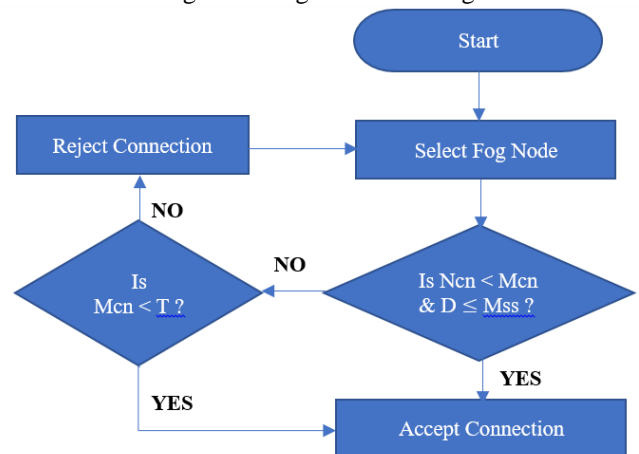 Start
Reject Connection
Select Fog Node
NO
Is
Mcn < T ?
NO
Is Ncn < Mcn
& D ≤ Mss ?
YES
YES
Accept Connection